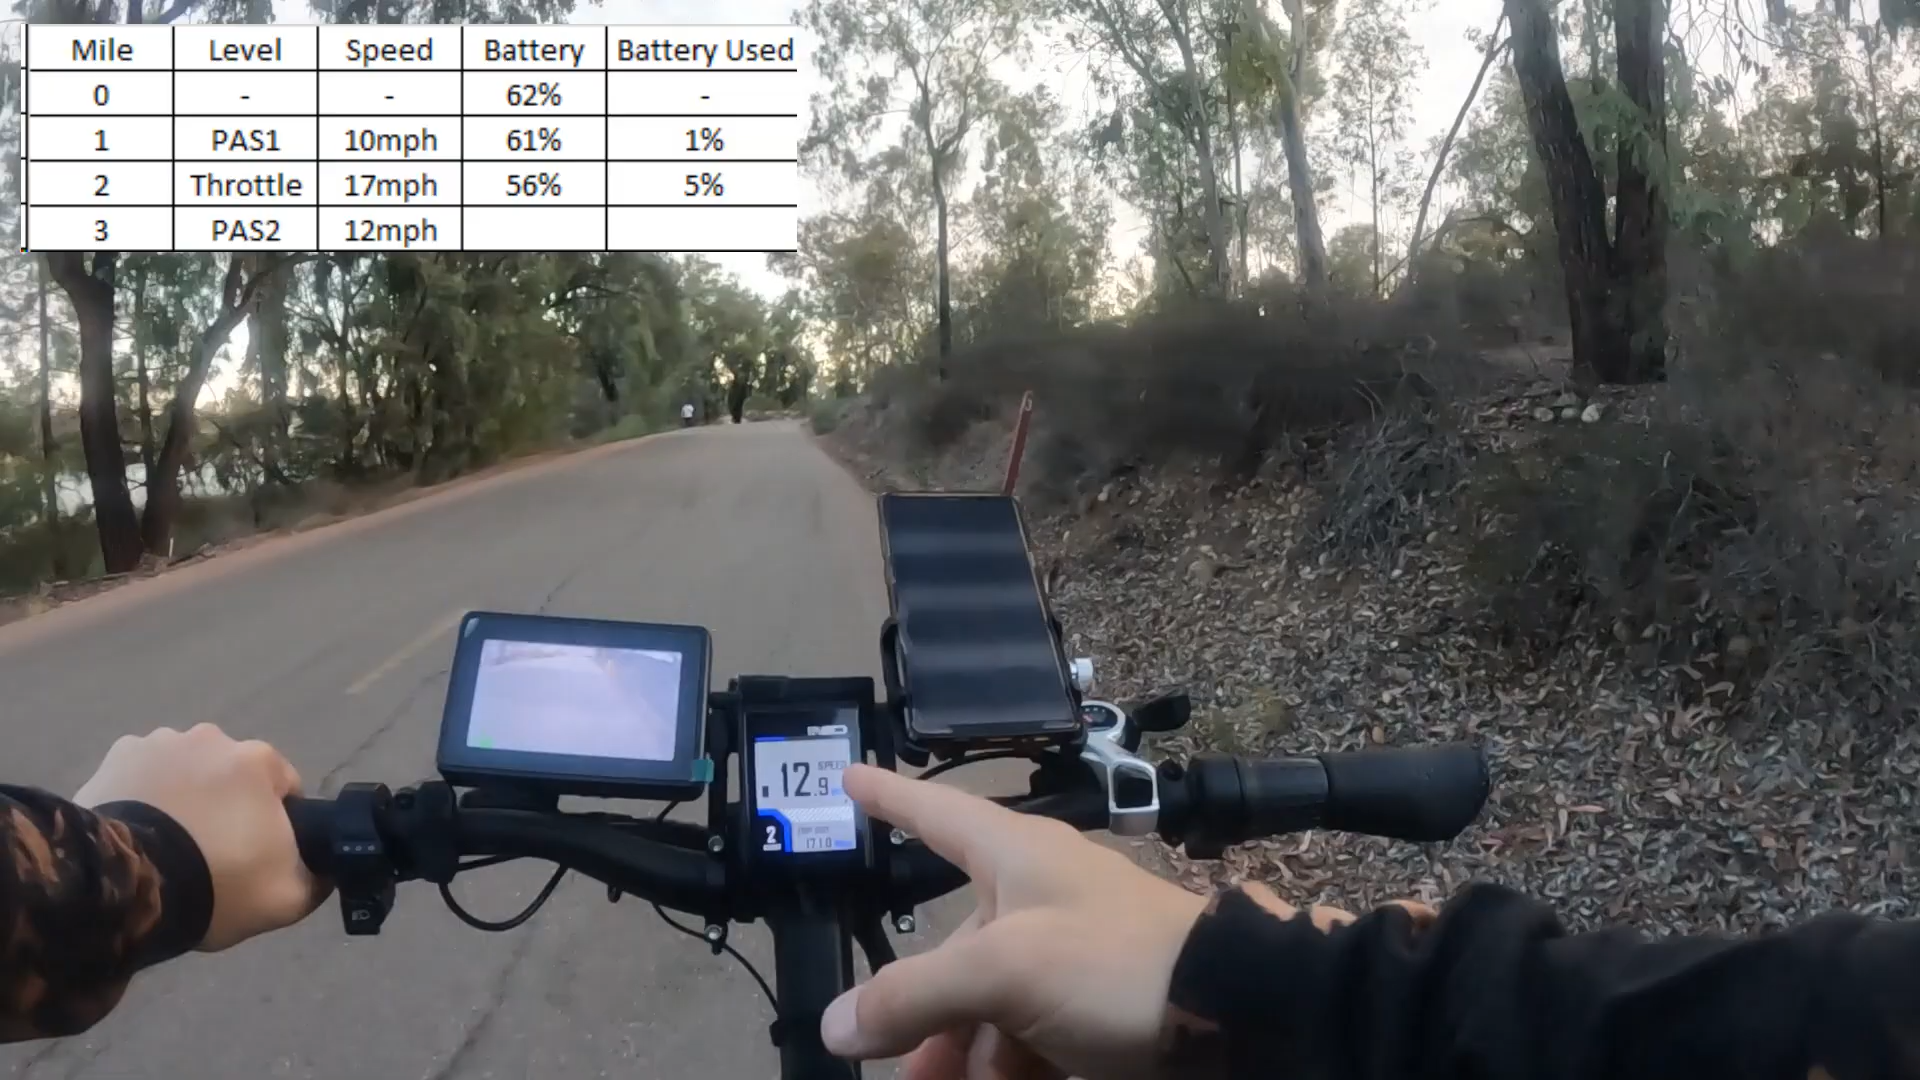 Mile Level Speed Battery Battery Used
0 - - 62% -
1 PAS1 10mph 61% 1%
2 Throttle 17mph 56% 5%
3 PAS2 12mph
SPEED
12.9
2